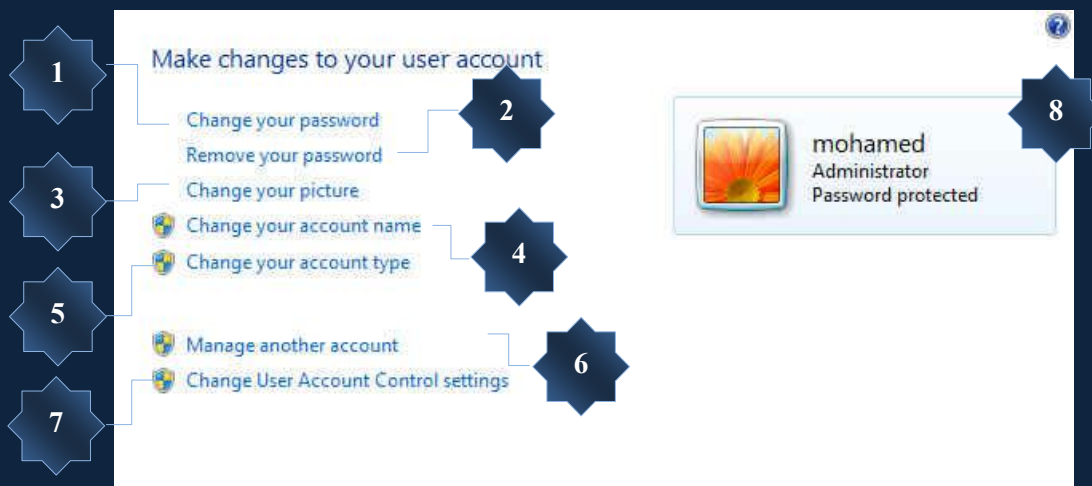 Make changes to your user account
1
Change your password
2
Remove your password
3
Change your picture
Change your account name
4
Change your account type
5
Manage another account
6
Change User Account Control settings
7
8
mohamed
Administrator
Password protected
?